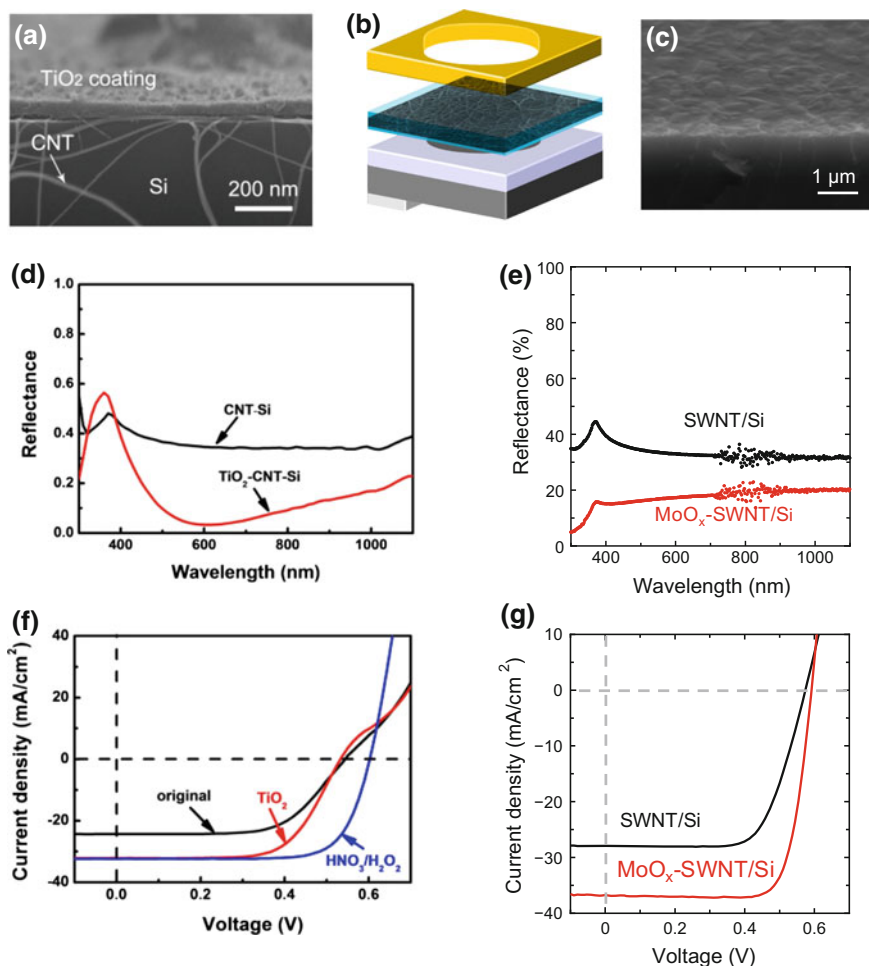 (a)
TiO2 coating
CNT
Si
200 nm
(b)
(c)
1 μm
(d)
1.0
0.8
0.6
0.4
0.2
0.0
Reflectance
CNT-Si
TiO2-CNT-Si
400 600 800 1000
Wavelength (nm)
(e)
100
80
60
40
20
0
Reflectance (%)
SWNT/Si
MoOx-SWNT/Si
400 600 800 1000
Wavelength (nm)
(f)
40
20
0
-20
-40
Current density (mA/cm²)
original
TiO2
HNO3/H2O2
0.0 0.2 0.4 0.6
Voltage (V)
(g)
10
0
−10
−20
−30
−40
Current density (mA/cm²)
SWNT/Si
MoOx-SWNT/Si
0 0.2 0.4 0.6
Voltage (V)